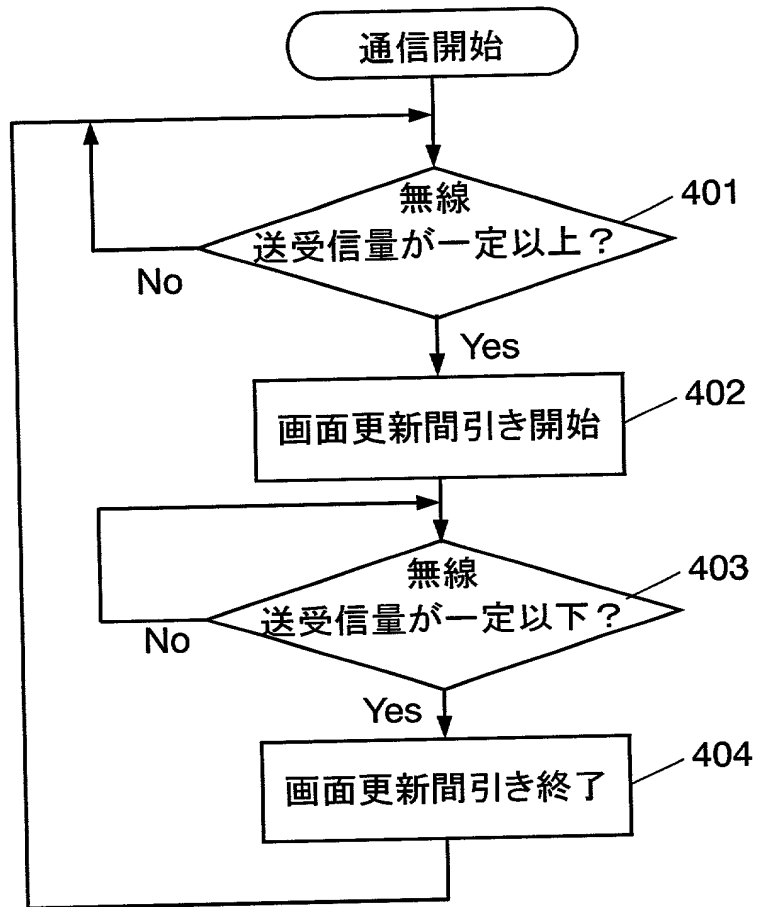 通信開始
無線
送受信量が一定以上？
401
No
Yes
画面更新間引き開始
402
無線
送受信量が一定以下？
403
No
Yes
画面更新間引き終了
404